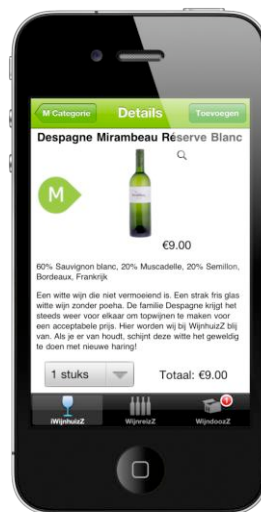 M Categorie
Details
Toevoegen
Despagne Mirambeau Réserve Blanc
M
€9.00
60% Sauvignon blanc, 20% Muscadelle, 20% Semillon,
Bordeaux, Frankrijk
Een witte wijn die niet vermoeiend is. Een strak fris glas
witte wijn zonder poeha. De familie Despagne krijgt het
steeds weer voor elkaar om topwijnen te maken voor
een acceptabele prijs. Hier worden wij bij WijnhuizZ blij
van. Als je er van houdt, schijnt deze witte het geweldig
te doen met nieuwe haring!
1 stuks
Totaal: €9.00
iWijnhuizZ
WijnreizZ
WijndoozZ
1